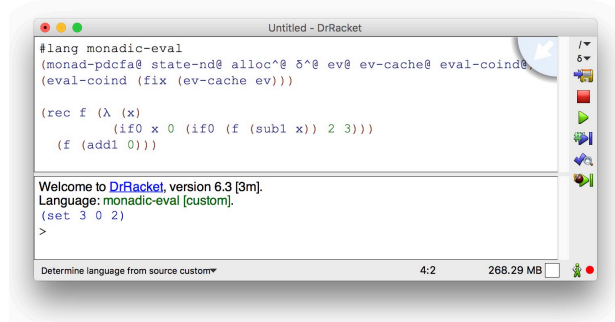 Untitled - DrRacket
#lang monadic-eval
(monad-pdcfa@ state-nd@ alloc^@ δ^@ ev@ ev-cache@ eval-coind@)
(eval-coind (fix (ev-cache ev)))
(rec f (λ (x)
(if0 x 0 (if0 (f (sub1 x)) 2 3)))
(f (add1 0)))
Welcome to DrRacket, version 6.3 [3m].
Language: monadic-eval [custom].
(set 3 0 2)
>
Determine language from source custom▾ 4:2 268.29 MB